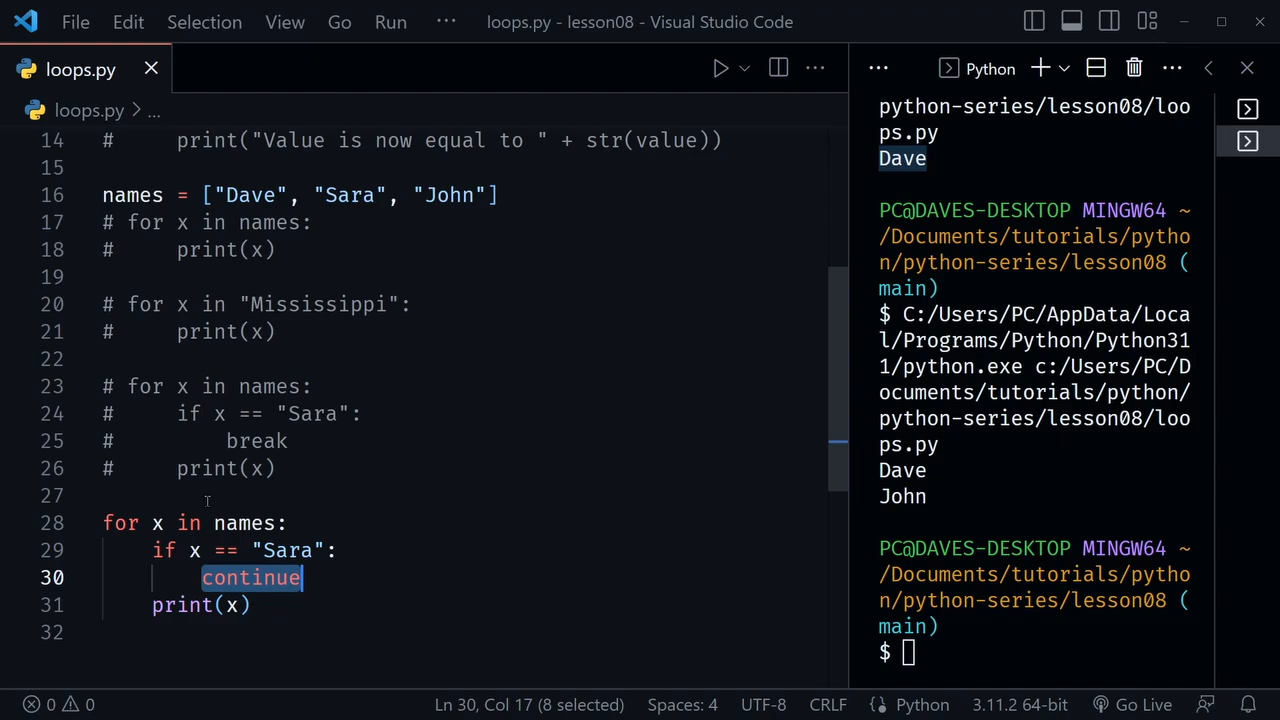 File Edit Selection View Go Run ··· loops.py - lesson08 - Visual Studio Code
loops.py
loops.py > ...
14 #     print("Value is now equal to " + str(value))
15
16 names = ["Dave", "Sara", "John"]
17 # for x in names:
18 #     print(x)
19
20 # for x in "Mississippi":
21 #     print(x)
22
23 # for x in names:
24 #     if x == "Sara":
25 #         break
26 #     print(x)
27
28 for x in names:
29     if x == "Sara":
30         continue
31     print(x)
32
Python
python-series/lesson08/loo
ps.py
Dave
PC@DAVES-DESKTOP MINGW64 ~
/Documents/tutorials/pytho
n/python-series/lesson08 (
main)
$ C:/Users/PC/AppData/Loca
l/Programs/Python/Python31
1/python.exe c:/Users/PC/D
ocuments/tutorials/python/
python-series/lesson08/loo
ps.py
Dave
John
PC@DAVES-DESKTOP MINGW64 ~
/Documents/tutorials/pytho
n/python-series/lesson08 (
main)
$
0 0 Ln 30, Col 17 (8 selected) Spaces: 4 UTF-8 CRLF Python 3.11.2 64-bit Go Live